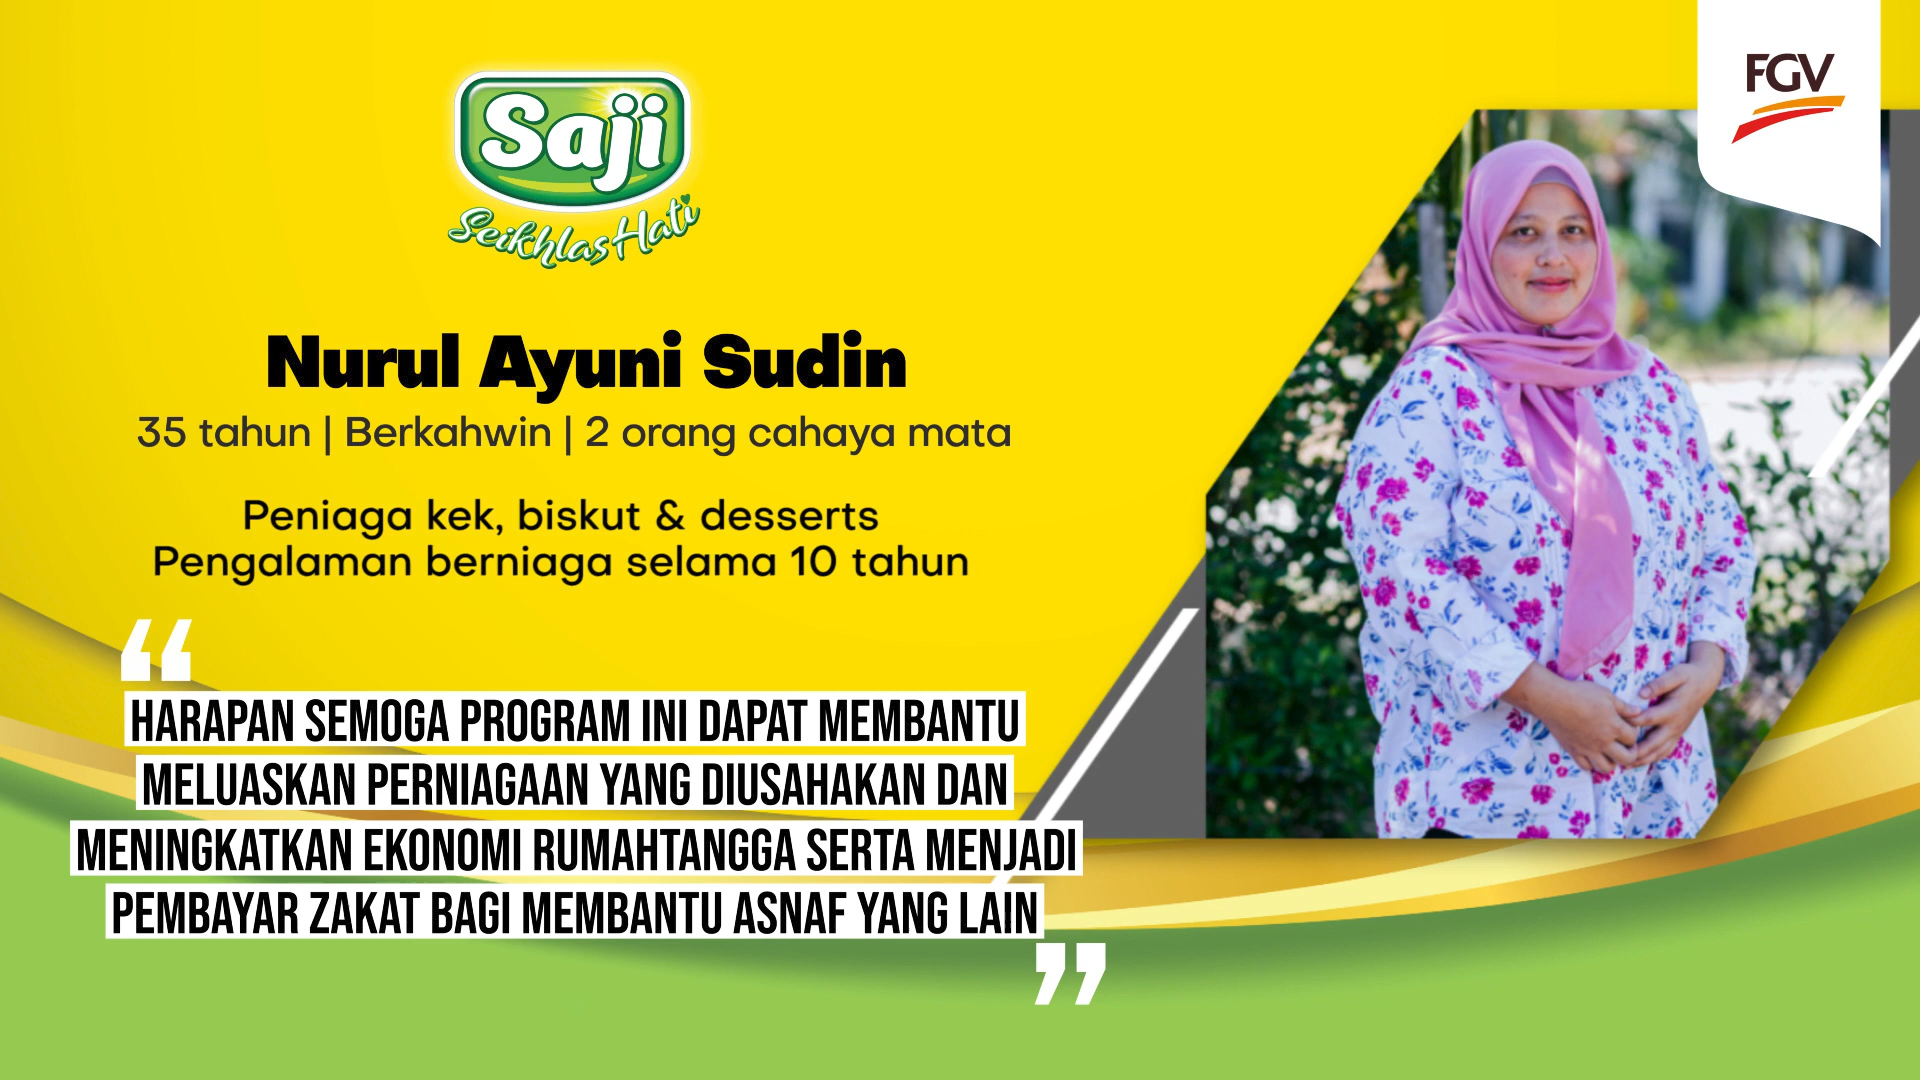 FGV
Saji
Seikhlas Hati
Nurul Ayuni Sudin
35 tahun | Berkahwin | 2 orang cahaya mata
Peniaga kek, biskut & desserts
Pengalaman berniaga selama 10 tahun
“
HARAPAN SEMOGA PROGRAM INI DAPAT MEMBANTU
MELUASKAN PERNIAGAAN YANG DIUSAHAKAN DAN
MENINGKATKAN EKONOMI RUMAHTANGGA SERTA MENJADI
PEMBAYAR ZAKAT BAGI MEMBANTU ASNAF YANG LAIN
”